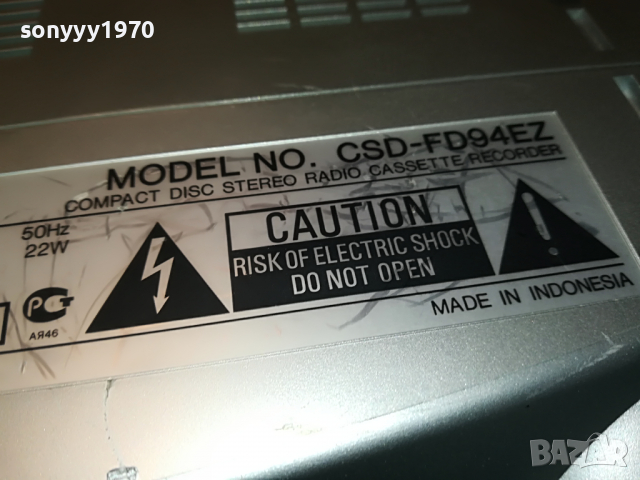 sonyyy1970
MODEL NO. CSD-FD94EZ
COMPACT DISC STEREO RADIO CASSETTE RECORDER
50Hz
22W
CAUTION
RISK OF ELECTRIC SHOCK
DO NOT OPEN
АЯ46
MADE IN INDONESIA
BAZAR